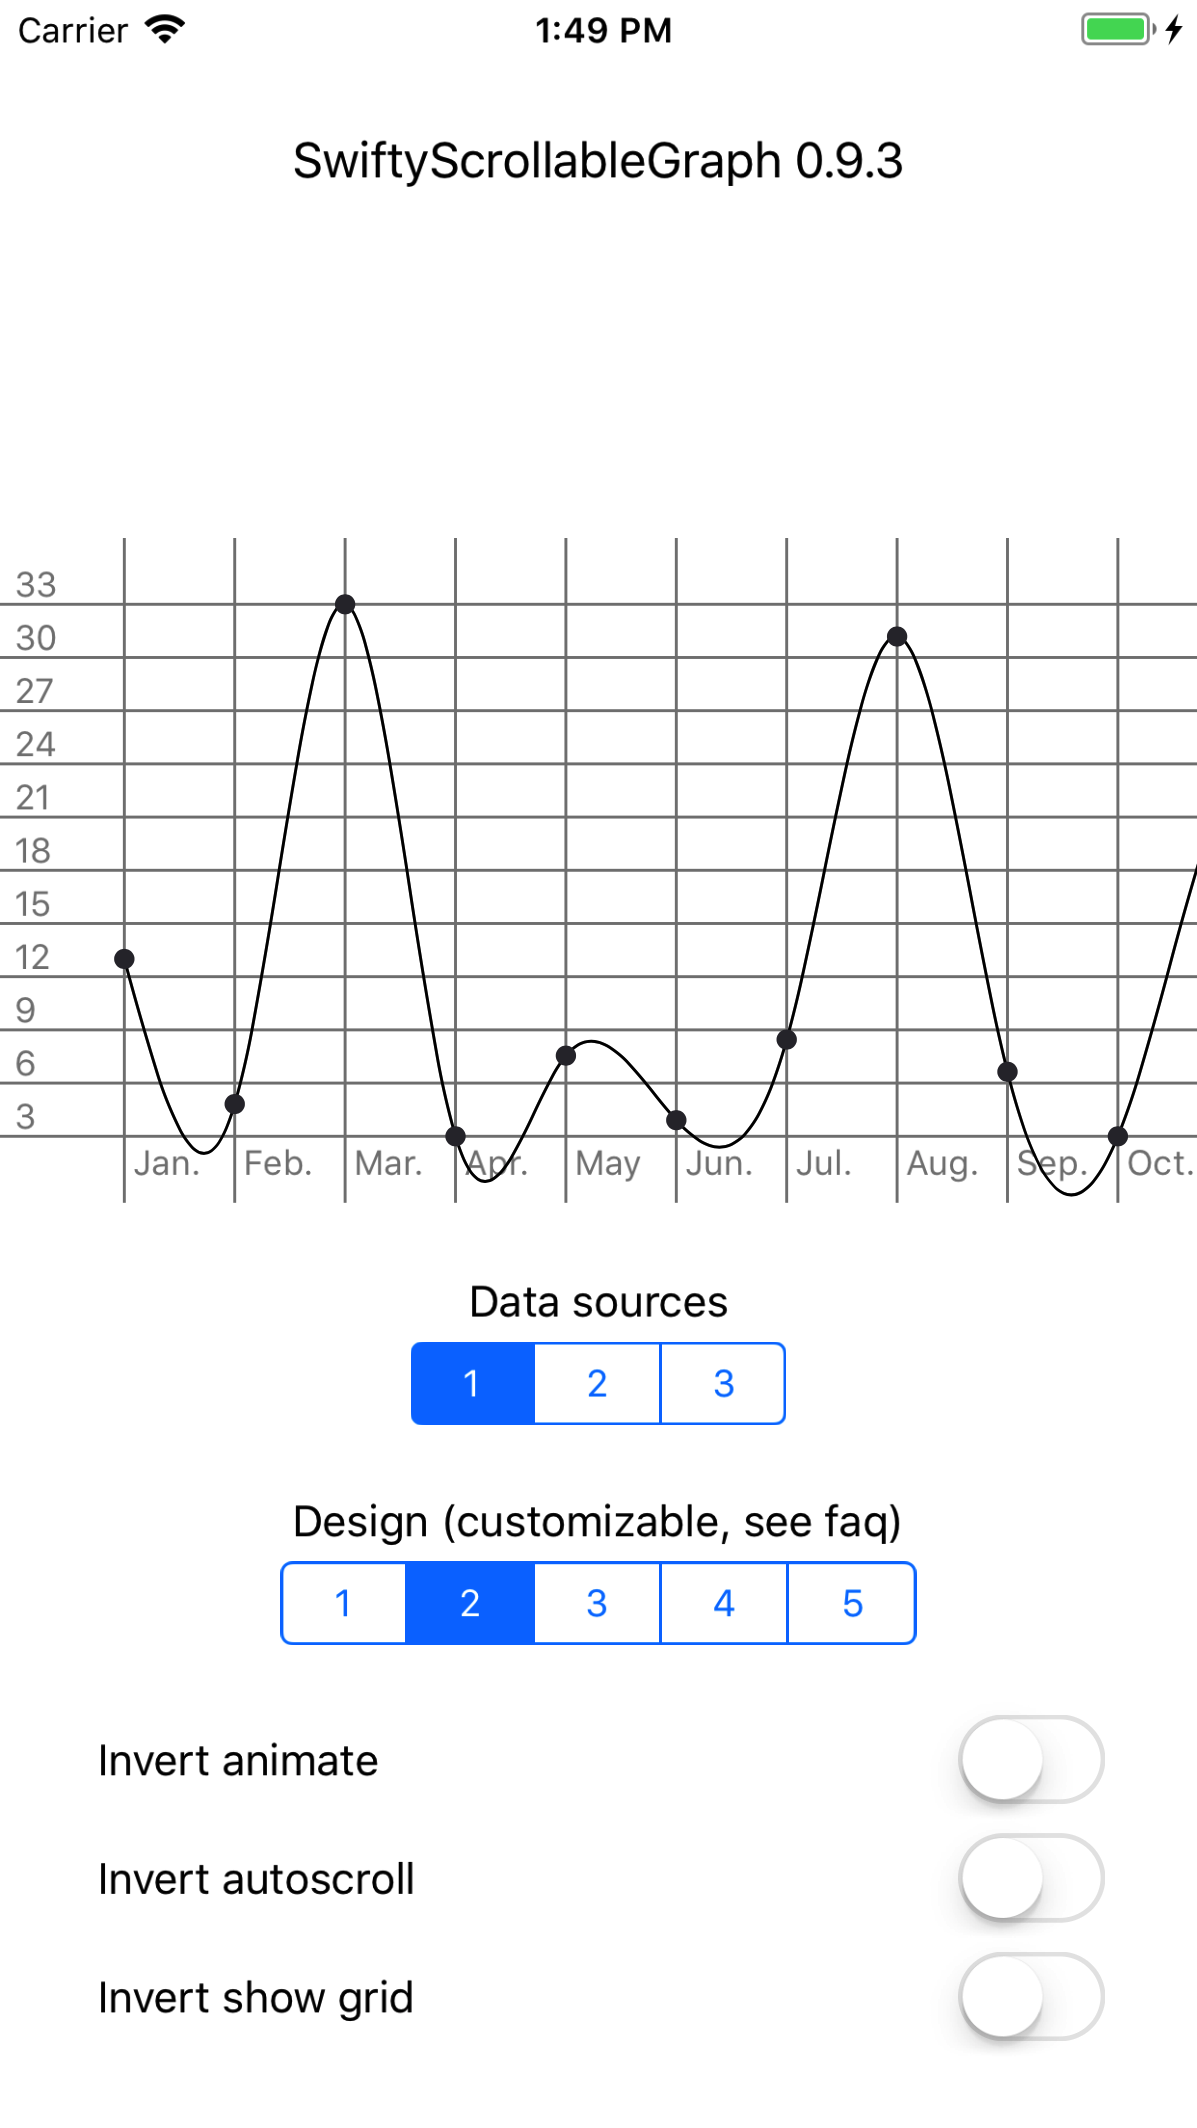 Carrier 1:49 PM
SwiftyScrollableGraph 0.9.3
33
30
27
24
21
18
15
12
9
6
3
Jan. Feb. Mar. Apr. May Jun. Jul. Aug. Sep. Oct.
Data sources
1 2 3
Design (customizable, see faq)
1 2 3 4 5
Invert animate
Invert autoscroll
Invert show grid